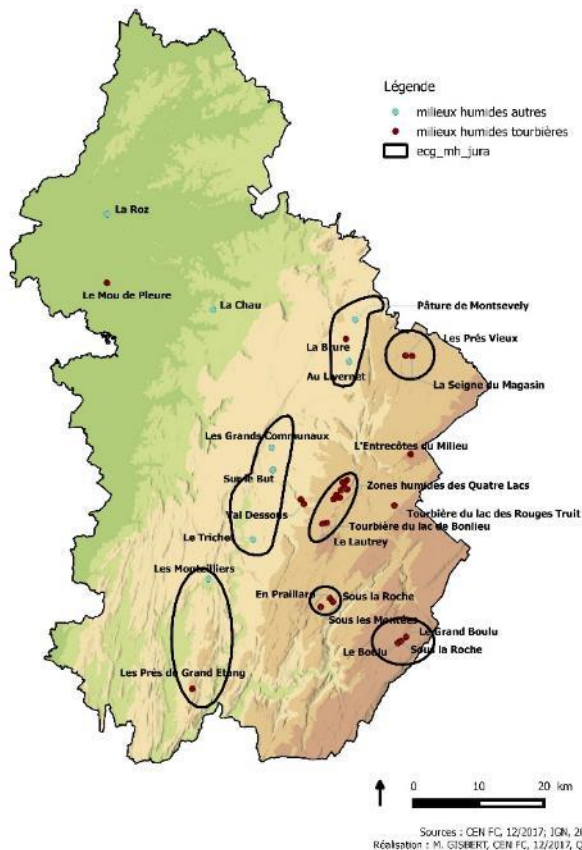 Légende
milieux humides autres
milieux humides tourbières
ecg_mh_jura
La Roz
Le Mou de Pleure
La Chau
Pâture de Montsevely
La Brure
Les Prés Vieux
Au Livernet
La Seigne du Magasin
Les Grands Communaux
L'Entrecôtes du Milieu
Sur le But
Zones humides des Quatre Lacs
Val Dessous
Tourbière du lac des Rouges Truit
Tourbière du lac de Bonlieu
Le Trichet
Le Lautrey
Les Monteilliers
En Praillard
Sous la Roche
Sous les Montées
Le Grand Boulu
Le Boulu
Sous la Roche
Les Près de Grand Etang
0 10 20 km
Sources : CEN FC, 12/2017; IGN, 20
Réalisation : M. GISBERT, CEN FC, 12/2017, Q